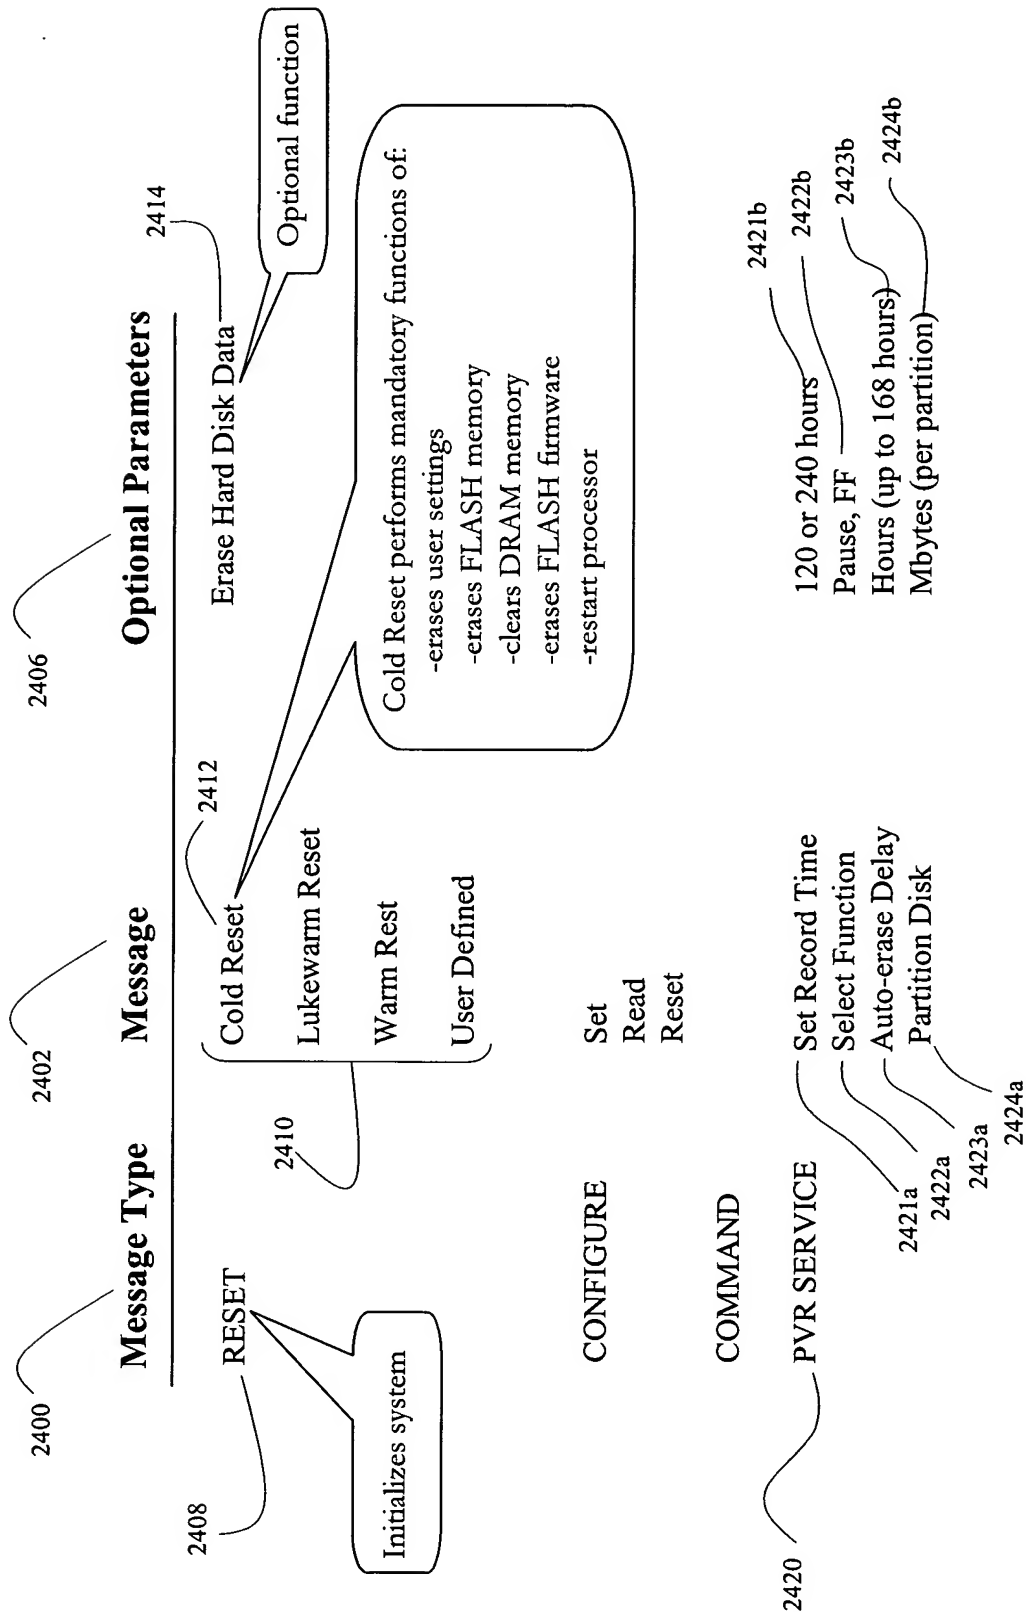 2400
2402
2406
Message Type
Message
Optional Parameters
2408
RESET
2412
Cold Reset
Erase Hard Disk Data
2414
Optional function
Initializes system
2410
Lukewarm Reset
Warm Rest
User Defined
Cold Reset performs mandatory functions of:
-erases user settings
-erases FLASH memory
-clears DRAM memory
-erases FLASH firmware
-restart processor
CONFIGURE
Set
Read
Reset
COMMAND
2420
PVR SERVICE
Set Record Time
120 or 240 hours
2421b
Select Function
Pause, FF
2422b
Auto-erase Delay
Hours (up to 168 hours)
2423b
Partition Disk
Mbytes (per partition)
2424b
2421a
2422a
2423a
2424a